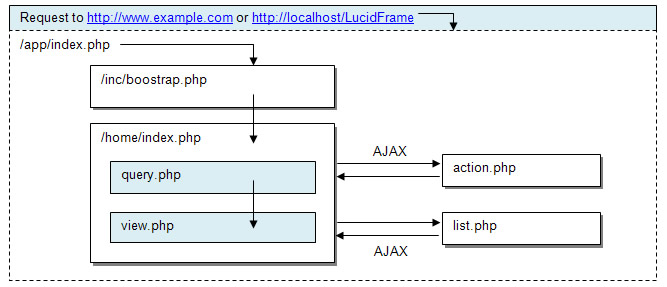 Request to http://www.example.com or http://localhost/LucidFrame
/app/index.php
/inc/boostrap.php
/home/index.php
AJAX
query.php
action.php
view.php
list.php
AJAX